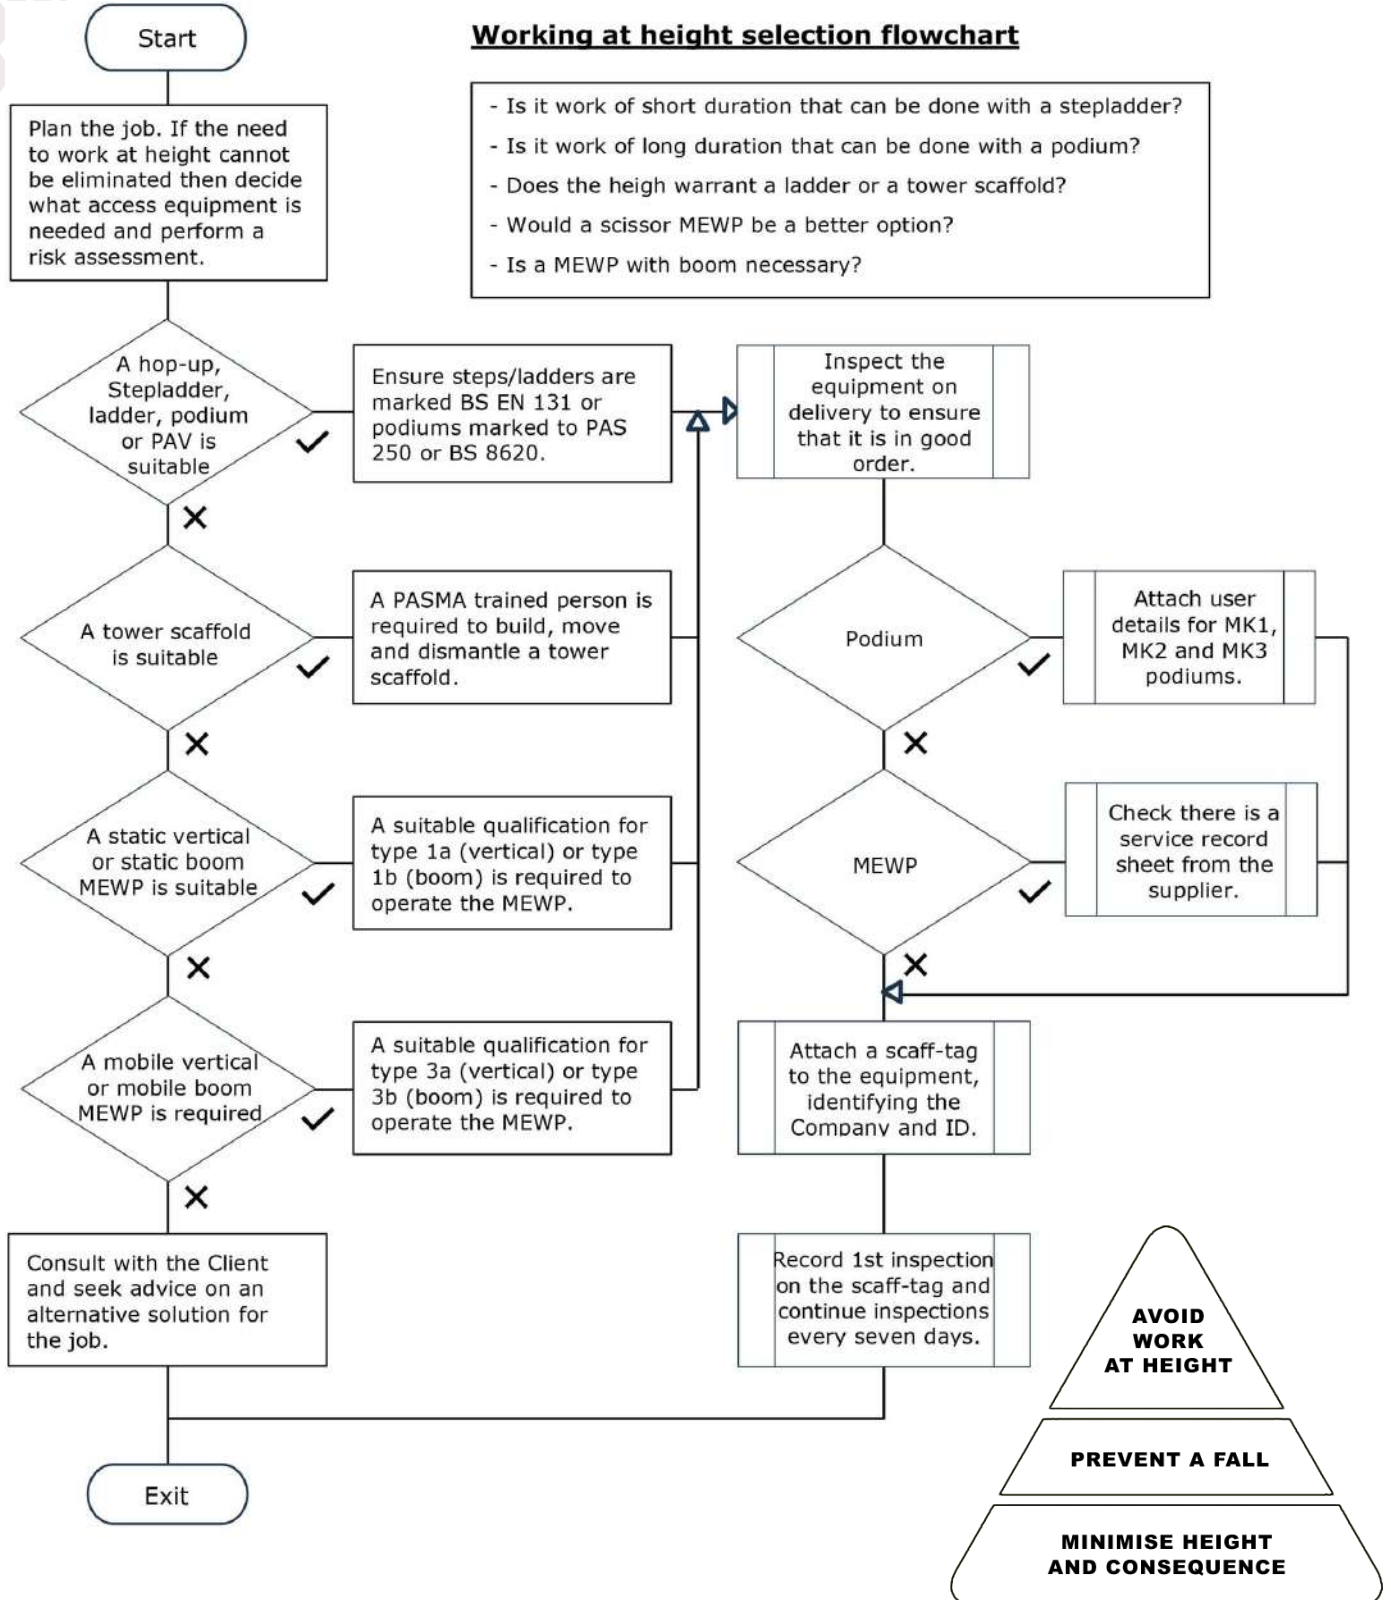 Start
Working at height selection flowchart
Plan the job. If the need
to work at height cannot
be eliminated then decide
what access equipment is
needed and perform a
risk assessment.
- Is it work of short duration that can be done with a stepladder?
- Is it work of long duration that can be done with a podium?
- Does the heigh warrant a ladder or a tower scaffold?
- Would a scissor MEWP be a better option?
- Is a MEWP with boom necessary?
A hop-up,
Stepladder,
ladder, podium
or PAV is
suitable
Ensure steps/ladders are
marked BS EN 131 or
podiums marked to PAS
250 or BS 8620.
Inspect the
equipment on
delivery to ensure
that it is in good
order.
A tower scaffold
is suitable
A PASMA trained person is
required to build, move
and dismantle a tower
scaffold.
Podium
Attach user
details for MK1,
MK2 and MK3
podiums.
A static vertical
or static boom
MEWP is suitable
A suitable qualification for
type 1a (vertical) or type
1b (boom) is required to
operate the MEWP.
MEWP
Check there is a
service record
sheet from the
supplier.
A mobile vertical
or mobile boom
MEWP is required
A suitable qualification for
type 3a (vertical) or type
3b (boom) is required to
operate the MEWP.
Attach a scaff-tag
to the equipment,
identifying the
Company and ID.
Consult with the Client
and seek advice on an
alternative solution for
the job.
Record 1st inspection
on the scaff-tag and
continue inspections
every seven days.
Exit
AVOID
WORK
AT HEIGHT
PREVENT A FALL
MINIMISE HEIGHT
AND CONSEQUENCE